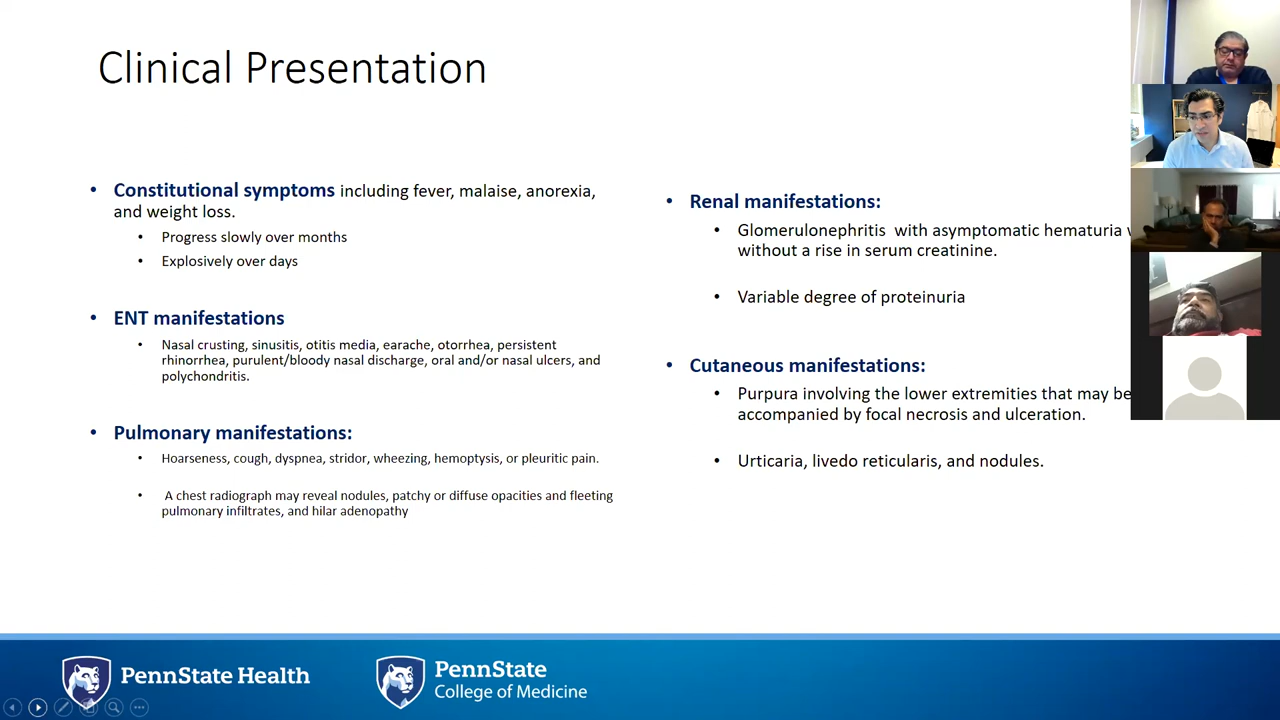 Clinical Presentation
• Constitutional symptoms including fever, malaise, anorexia,
and weight loss.
• Progress slowly over months
• Explosively over days
• ENT manifestations
• Nasal crusting, sinusitis, otitis media, earache, otorrhea, persistent
rhinorrhea, purulent/bloody nasal discharge, oral and/or nasal ulcers, and
polychondritis.
• Pulmonary manifestations:
• Hoarseness, cough, dyspnea, stridor, wheezing, hemoptysis, or pleuritic pain.
• A chest radiograph may reveal nodules, patchy or diffuse opacities and fleeting
pulmonary infiltrates, and hilar adenopathy
• Renal manifestations:
• Glomerulonephritis with asymptomatic hematuria
without a rise in serum creatinine.
• Variable degree of proteinuria
• Cutaneous manifestations:
• Purpura involving the lower extremities that may be
accompanied by focal necrosis and ulceration.
• Urticaria, livedo reticularis, and nodules.
PennState Health
PennState
College of Medicine